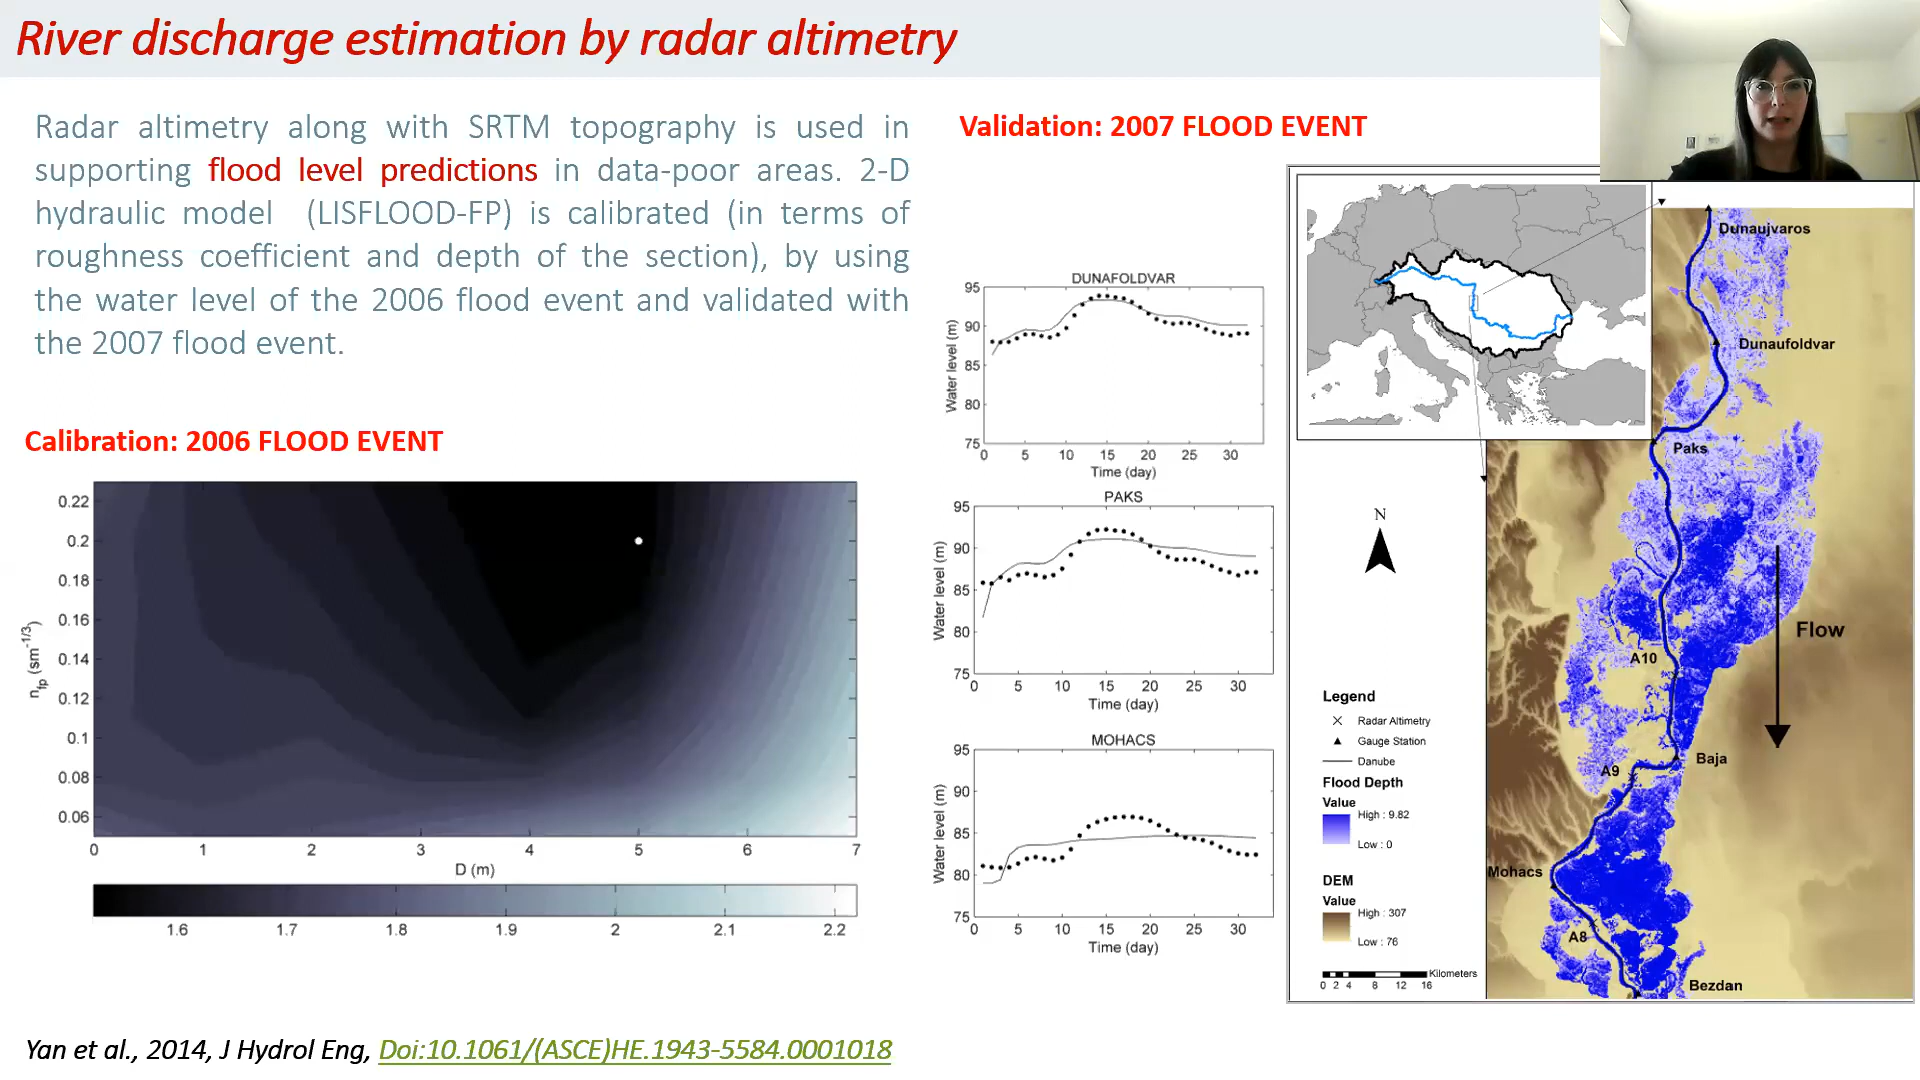 River discharge estimation by radar altimetry
Radar altimetry along with SRTM topography is used in
supporting flood level predictions in data-poor areas. 2-D
hydraulic model (LISFLOOD-FP) is calibrated (in terms of
roughness coefficient and depth of the section), by using
the water level of the 2006 flood event and validated with
the 2007 flood event.
Calibration: 2006 FLOOD EVENT
0.22
0.2
0.18
0.16
0.14
0.12
0.1
0.08
0.06
nfp (sm-1/3)
0 1 2 3 4 5 6 7
D (m)
1.6 1.7 1.8 1.9 2 2.1 2.2
Validation: 2007 FLOOD EVENT
DUNAFOLDVAR
95
90
85
80
75
Water level (m)
0 5 10 15 20 25 30
Time (day)
PAKS
95
90
85
80
75
Water level (m)
0 5 10 15 20 25 30
Time (day)
MOHACS
95
90
85
80
75
Water level (m)
0 5 10 15 20 25 30
Time (day)
N
Legend
Radar Altimetry
Gauge Station
Danube
Flood Depth
Value
High : 9.82
Low : 0
DEM
Value
High : 307
Low : 76
Kilometers
0 2 4 8 12 16
Dunaujvaros
Dunaufoldvar
Paks
Flow
A10
Baja
A9
Mohacs
A8
Bezdan
Yan et al., 2014, J Hydrol Eng, Doi:10.1061/(ASCE)HE.1943-5584.0001018